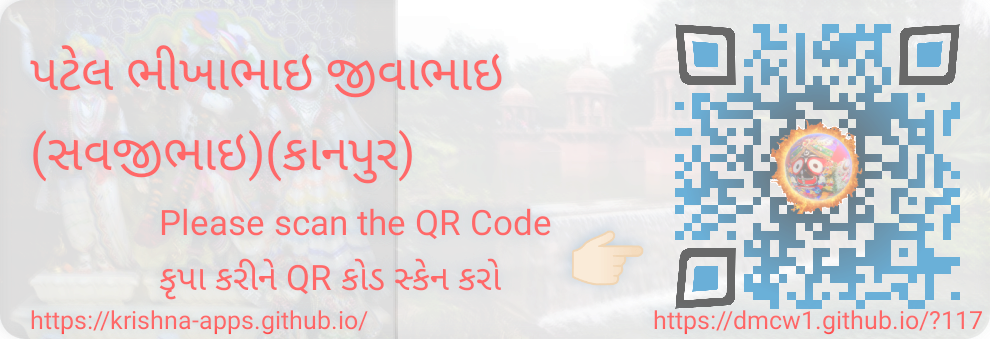 પટેલ ભીખાભાઇ જીવાભાઇ
(સવજીભાઇ)(કાનપુર)
Please scan the QR Code
કૃપા કરીને QR કોડ સ્કેન કરો
https://krishna-apps.github.io/
https://dmcw1.github.io/?117